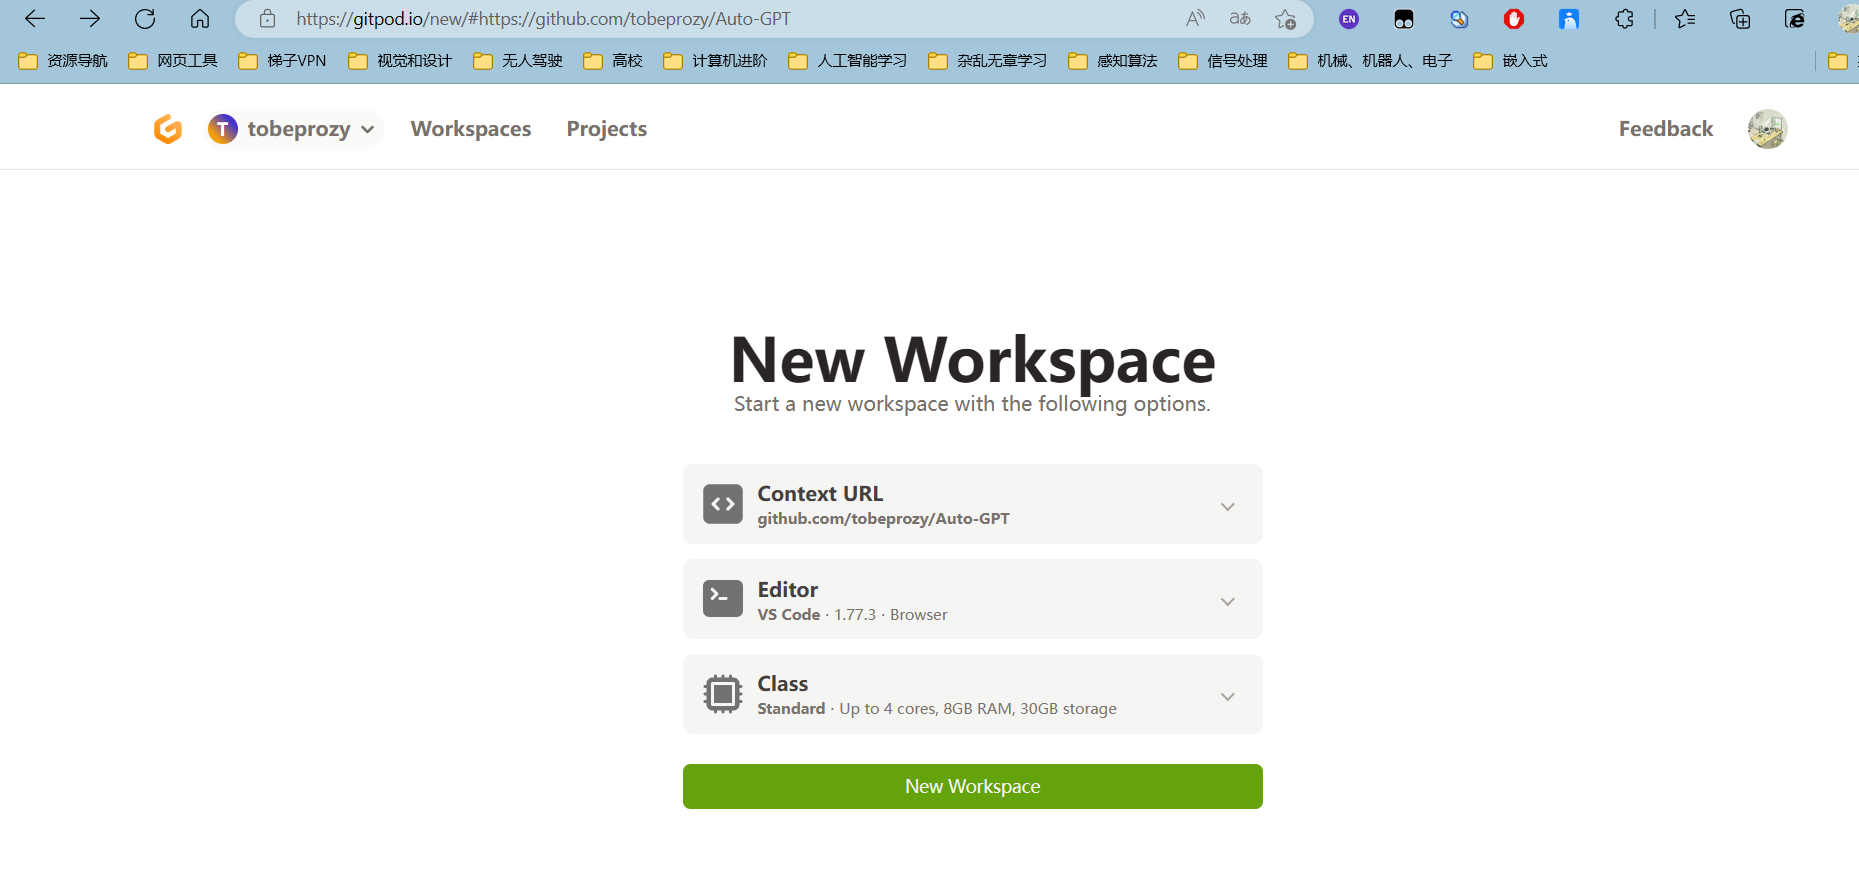 https://gitpod.io/new/#https://github.com/tobeprozy/Auto-GPT
EN
资源导航 网页工具 梯子VPN 视觉和设计 无人驾驶 高校 计算机进阶 人工智能学习 杂乱无章学习 感知算法 信号处理 机械、机器人、电子 嵌入式
T tobeprozy Workspaces Projects Feedback
New Workspace
Start a new workspace with the following options.
Context URL
github.com/tobeprozy/Auto-GPT
Editor
VS Code · 1.77.3 · Browser
Class
Standard · Up to 4 cores, 8GB RAM, 30GB storage
New Workspace